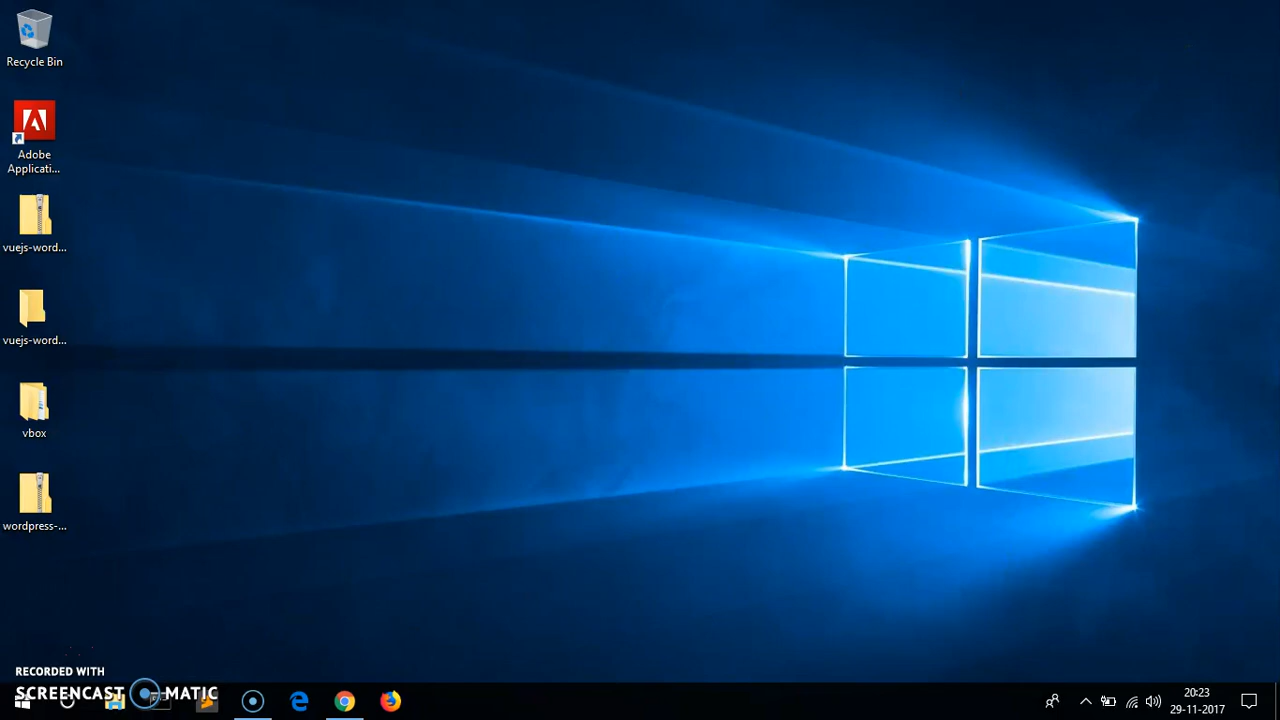 Recycle Bin
Adobe
Applicati...
vuejs-word...
vuejs-word...
vbox
wordpress-...
RECORDED WITH
SCREENCAST MATIC
20:23
29-11-2017